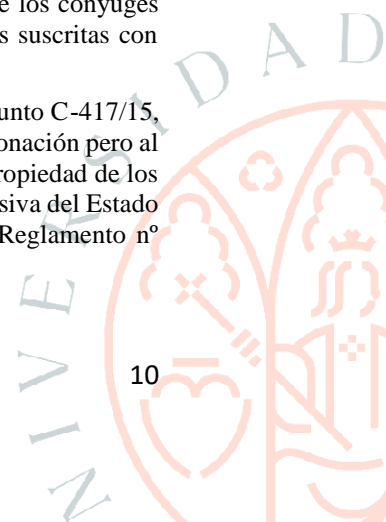 e los cónyuges
s suscritas con
unto C-417/15,
onación pero al
ropiedad de los
siva del Estado
Reglamento nº
10
UNIVERSIDAD